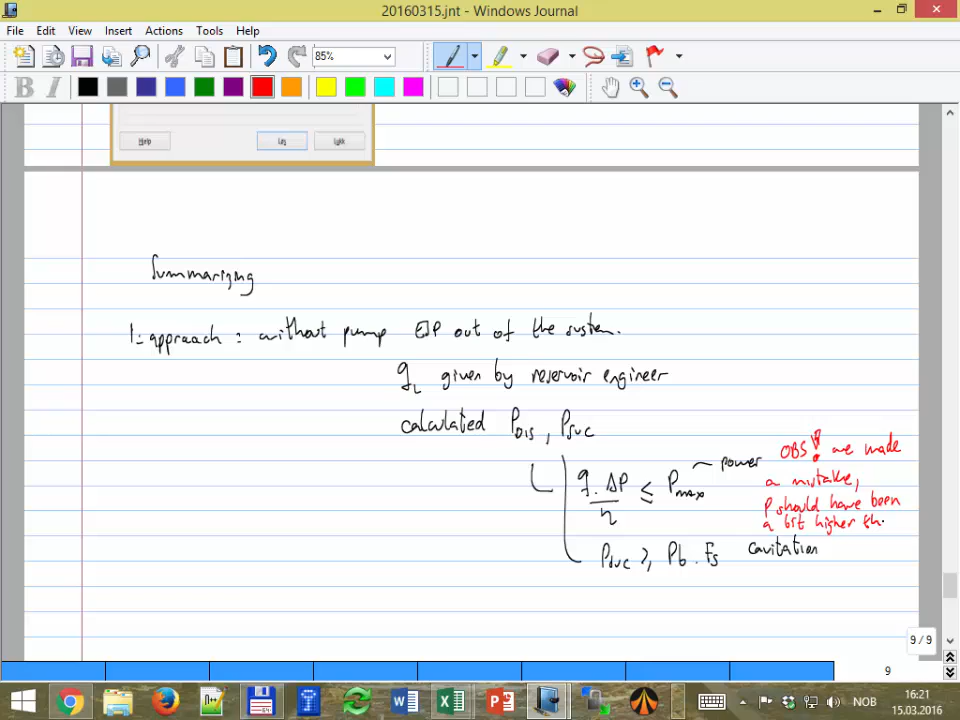 20160315.jnt - Windows Journal
File Edit View Insert Actions Tools Help
85%
B I
Help
Summarizing
1- approach : without pump EQP out of the system.
qL given by reservoir engineer
calculated Pdis, Psuc
q . ΔP / η ≤ Pmax power
OBS! we made
a mistake,
P should have been
a bit higher th
Psuc ≥ Pb . Fs cavitation
9 / 9
9
NOB
16:21
15.03.2016